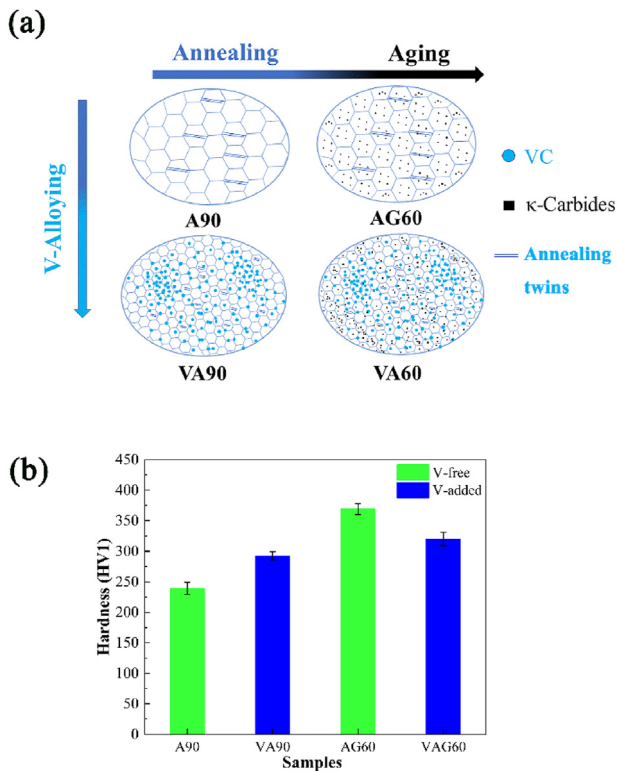 (a)
Annealing
Aging
V-Alloying
A90
AG60
VA90
VA60
VC
κ-Carbides
Annealing
twins
(b)
Hardness (HV1)
450
400
350
300
250
200
150
100
50
0
V-free
V-added
A90
VA90
AG60
VAG60
Samples